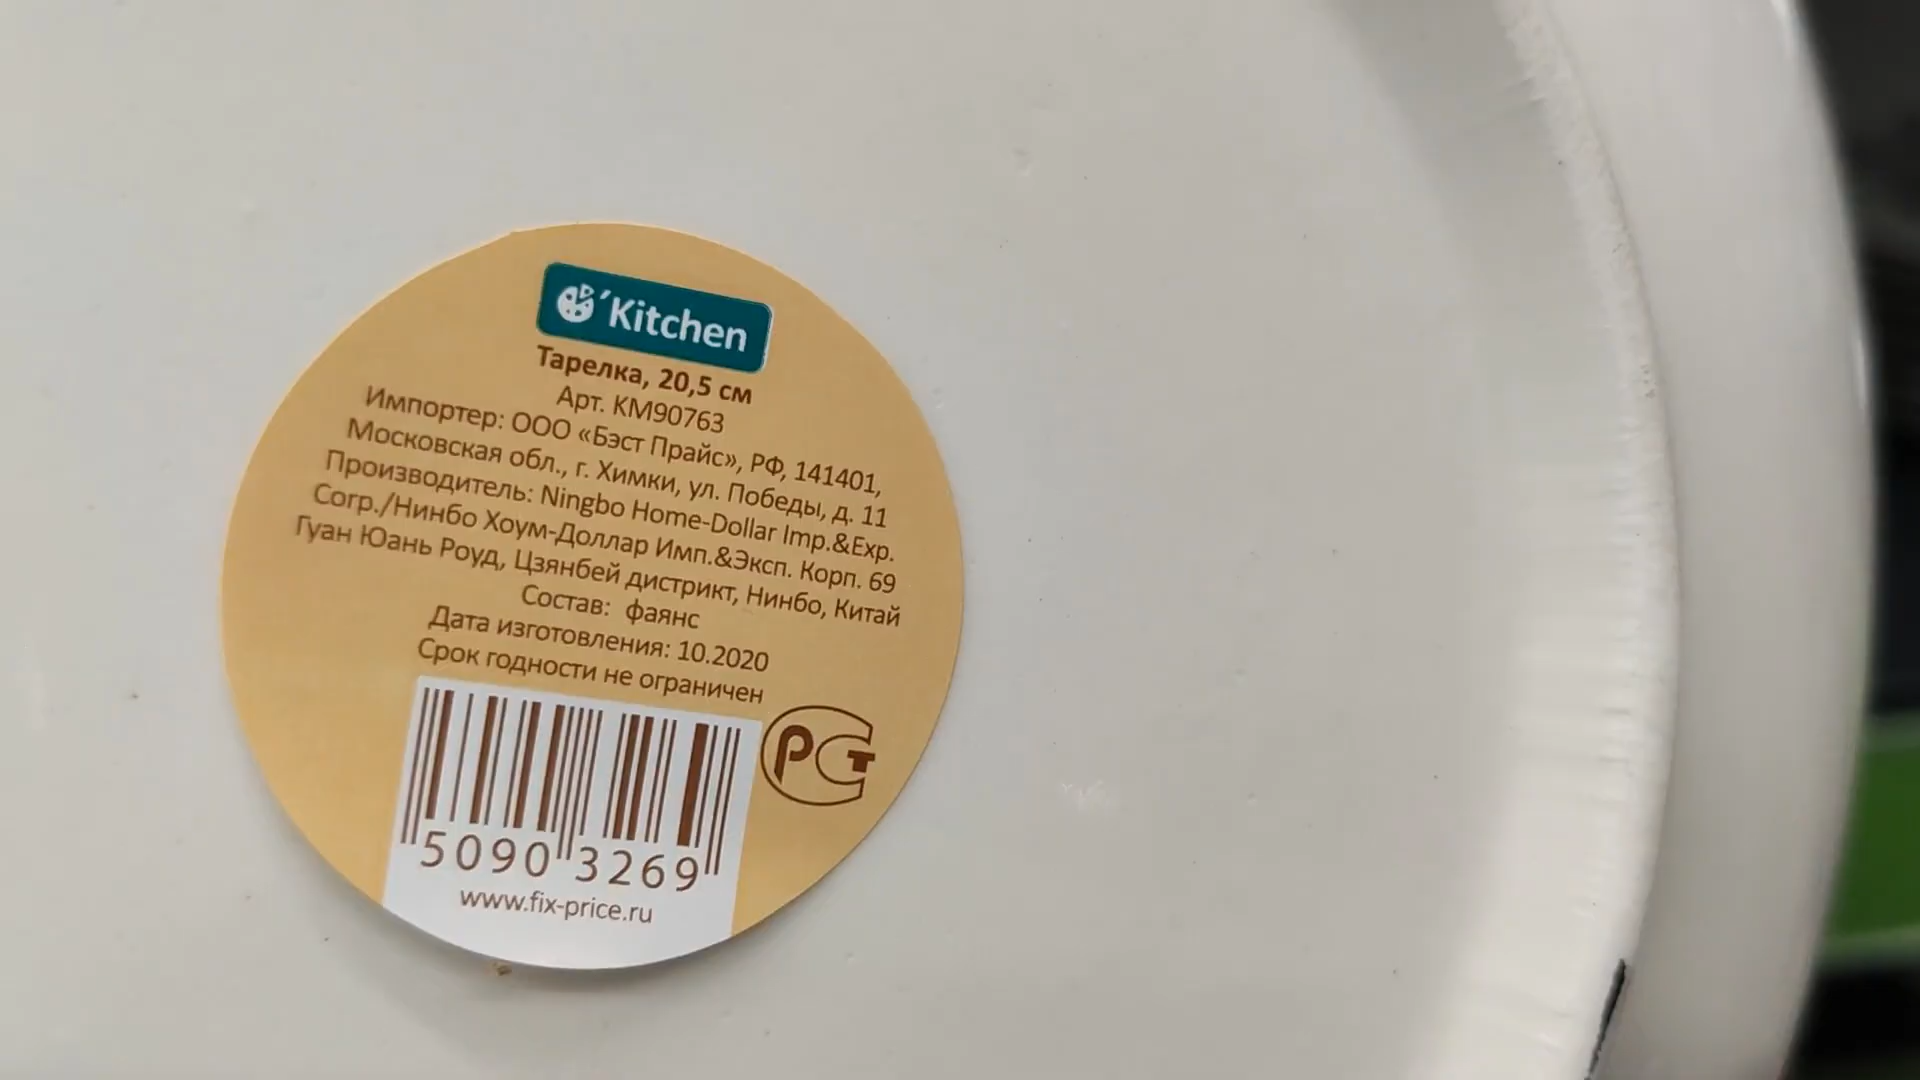 D'Kitchen
Тарелка, 20,5 см
Арт. KM90763
Импортер: ООО «Бэст Прайс», РФ, 141401,
Московская обл., г. Химки, ул. Победы, д. 11
Производитель: Ningbo Home-Dollar Imp.&Exp.
Corp./Нинбо Хоум-Доллар Имп.&Эксп. Корп. 69
Гуан Юань Роуд, Цзянбей дистрикт, Нинбо, Китай
Состав: фаянс
Дата изготовления: 10.2020
Срок годности не ограничен
РСТ
5090 3269
www.fix-price.ru